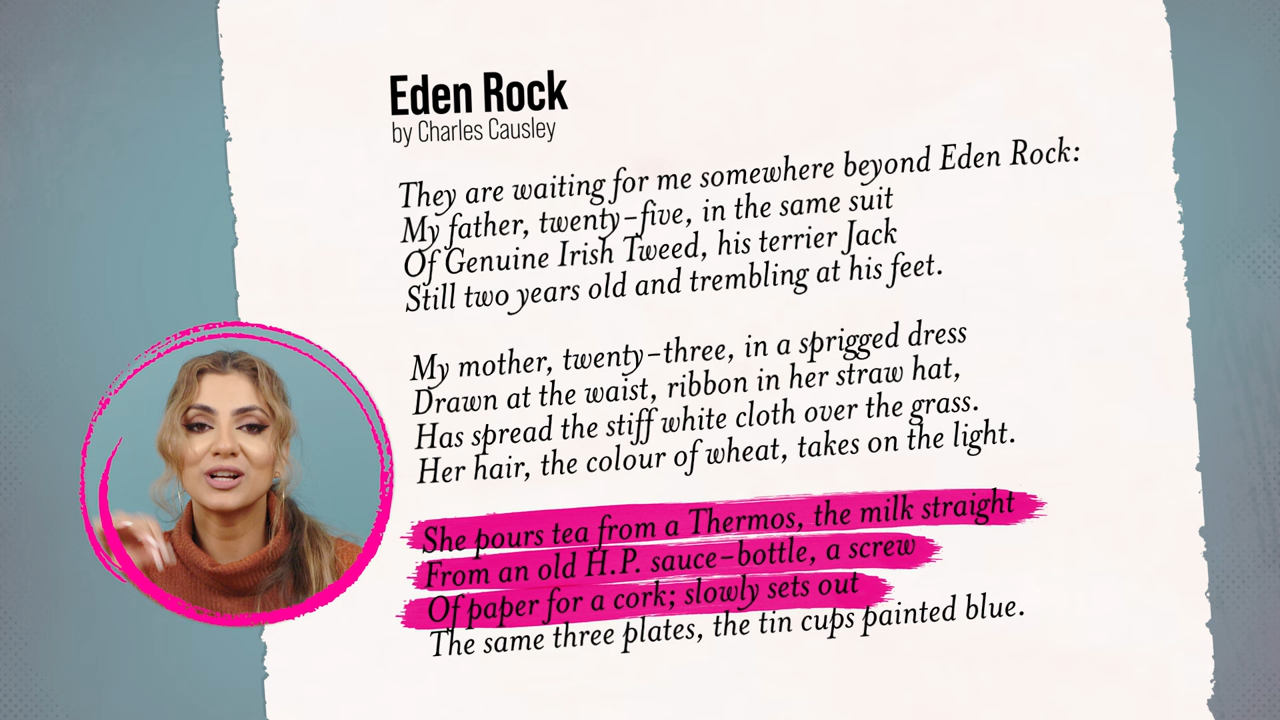 Eden Rock
by Charles Causley
They are waiting for me somewhere beyond Eden Rock:
My father, twenty-five, in the same suit
Of Genuine Irish Tweed, his terrier Jack
Still two years old and trembling at his feet.
My mother, twenty-three, in a sprigged dress
Drawn at the waist, ribbon in her straw hat,
Has spread the stiff white cloth over the grass.
Her hair, the colour of wheat, takes on the light.
She pours tea from a Thermos, the milk straight
From an old H.P. sauce-bottle, a screw
Of paper for a cork; slowly sets out
The same three plates, the tin cups painted blue.